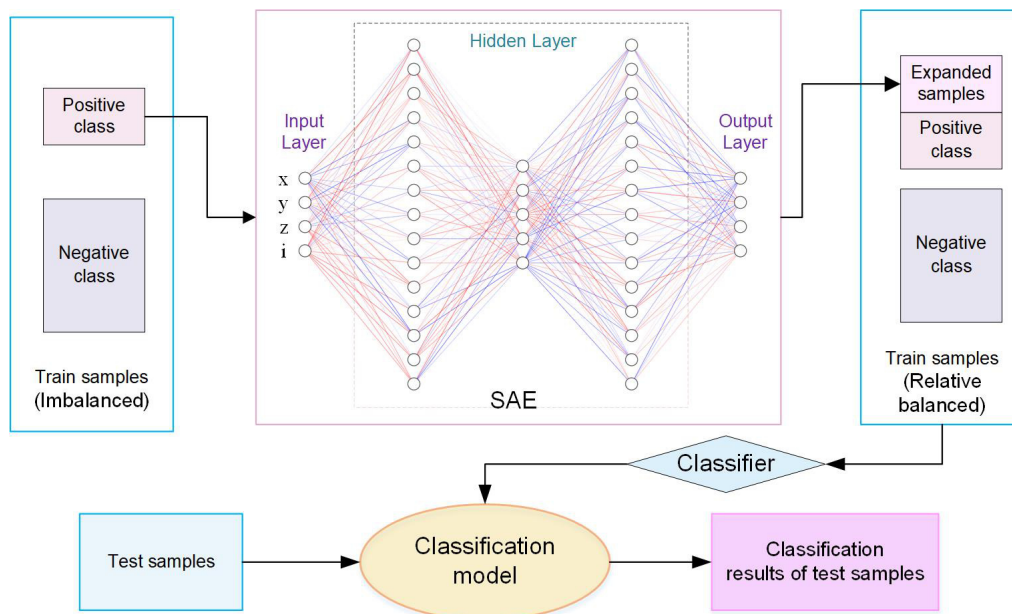 Positive
class
Negative
class
Train samples
(Imbalanced)
Hidden Layer
Input
Layer
x
y
z
i
Output
Layer
SAE
Expanded
samples
Positive
class
Negative
class
Train samples
(Relative
balanced)
Classifier
Test samples
Classification
model
Classification
results of test samples